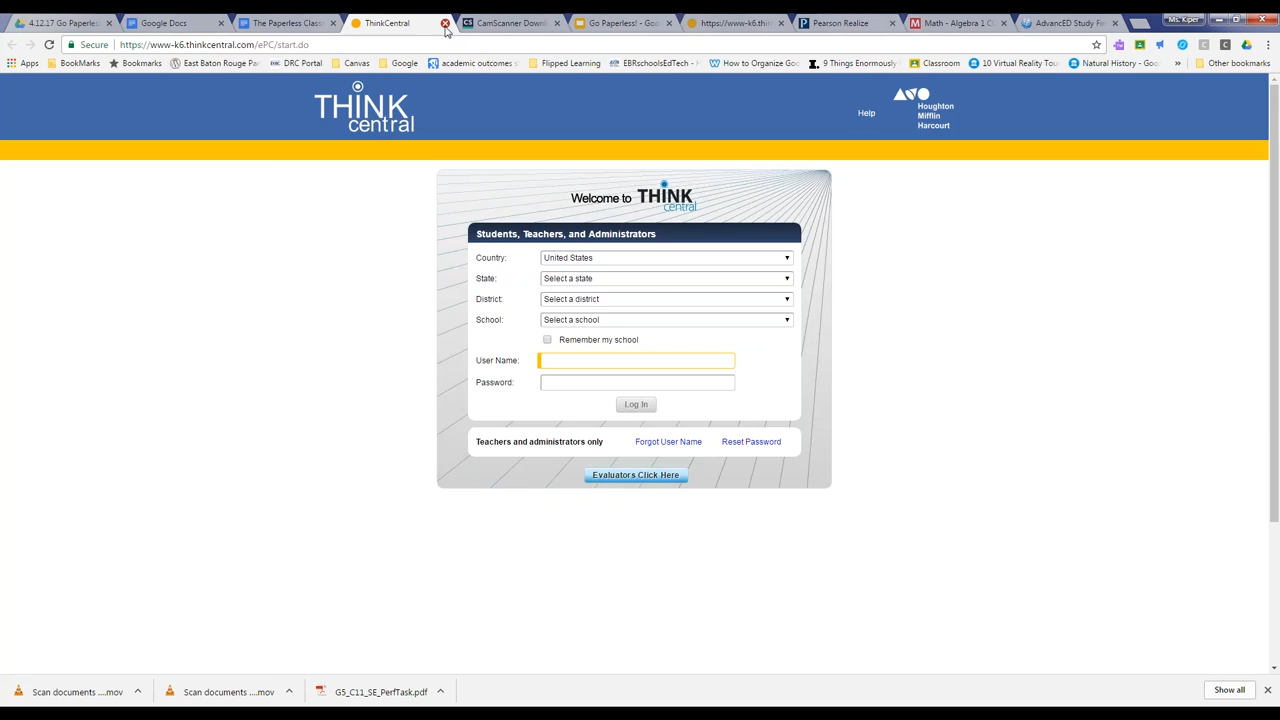 4.12.17 Go Paperles
Google Docs
The Paperless Class
ThinkCentral
CS CamScanner Downl
Go Paperless! - Goo
https://www-k6.thin
P Pearson Realize
M Math - Algebra 1 C
AdvancED Study Fin
Ms. Kiper
Secure https://www-k6.thinkcentral.com/ePC/start.do
Apps BookMarks Bookmarks East Baton Rouge Par DRC Portal Canvas Google academic outcomes s Flipped Learning EBRschoolsEdTech - H How to Organize Goo 9 Things Enormously Classroom 10 Virtual Reality Tou Natural History - Goo » Other bookmarks
THINK
central
Help
Houghton
Mifflin
Harcourt
Welcome to THINK
central
Students, Teachers, and Administrators
Country: United States
State: Select a state
District: Select a district
School: Select a school
Remember my school
User Name:
Password:
Log In
Teachers and administrators only Forgot User Name Reset Password
Evaluators Click Here
Scan documents ....mov
Scan documents ....mov
G5_C11_SE_PerfTask.pdf
Show all